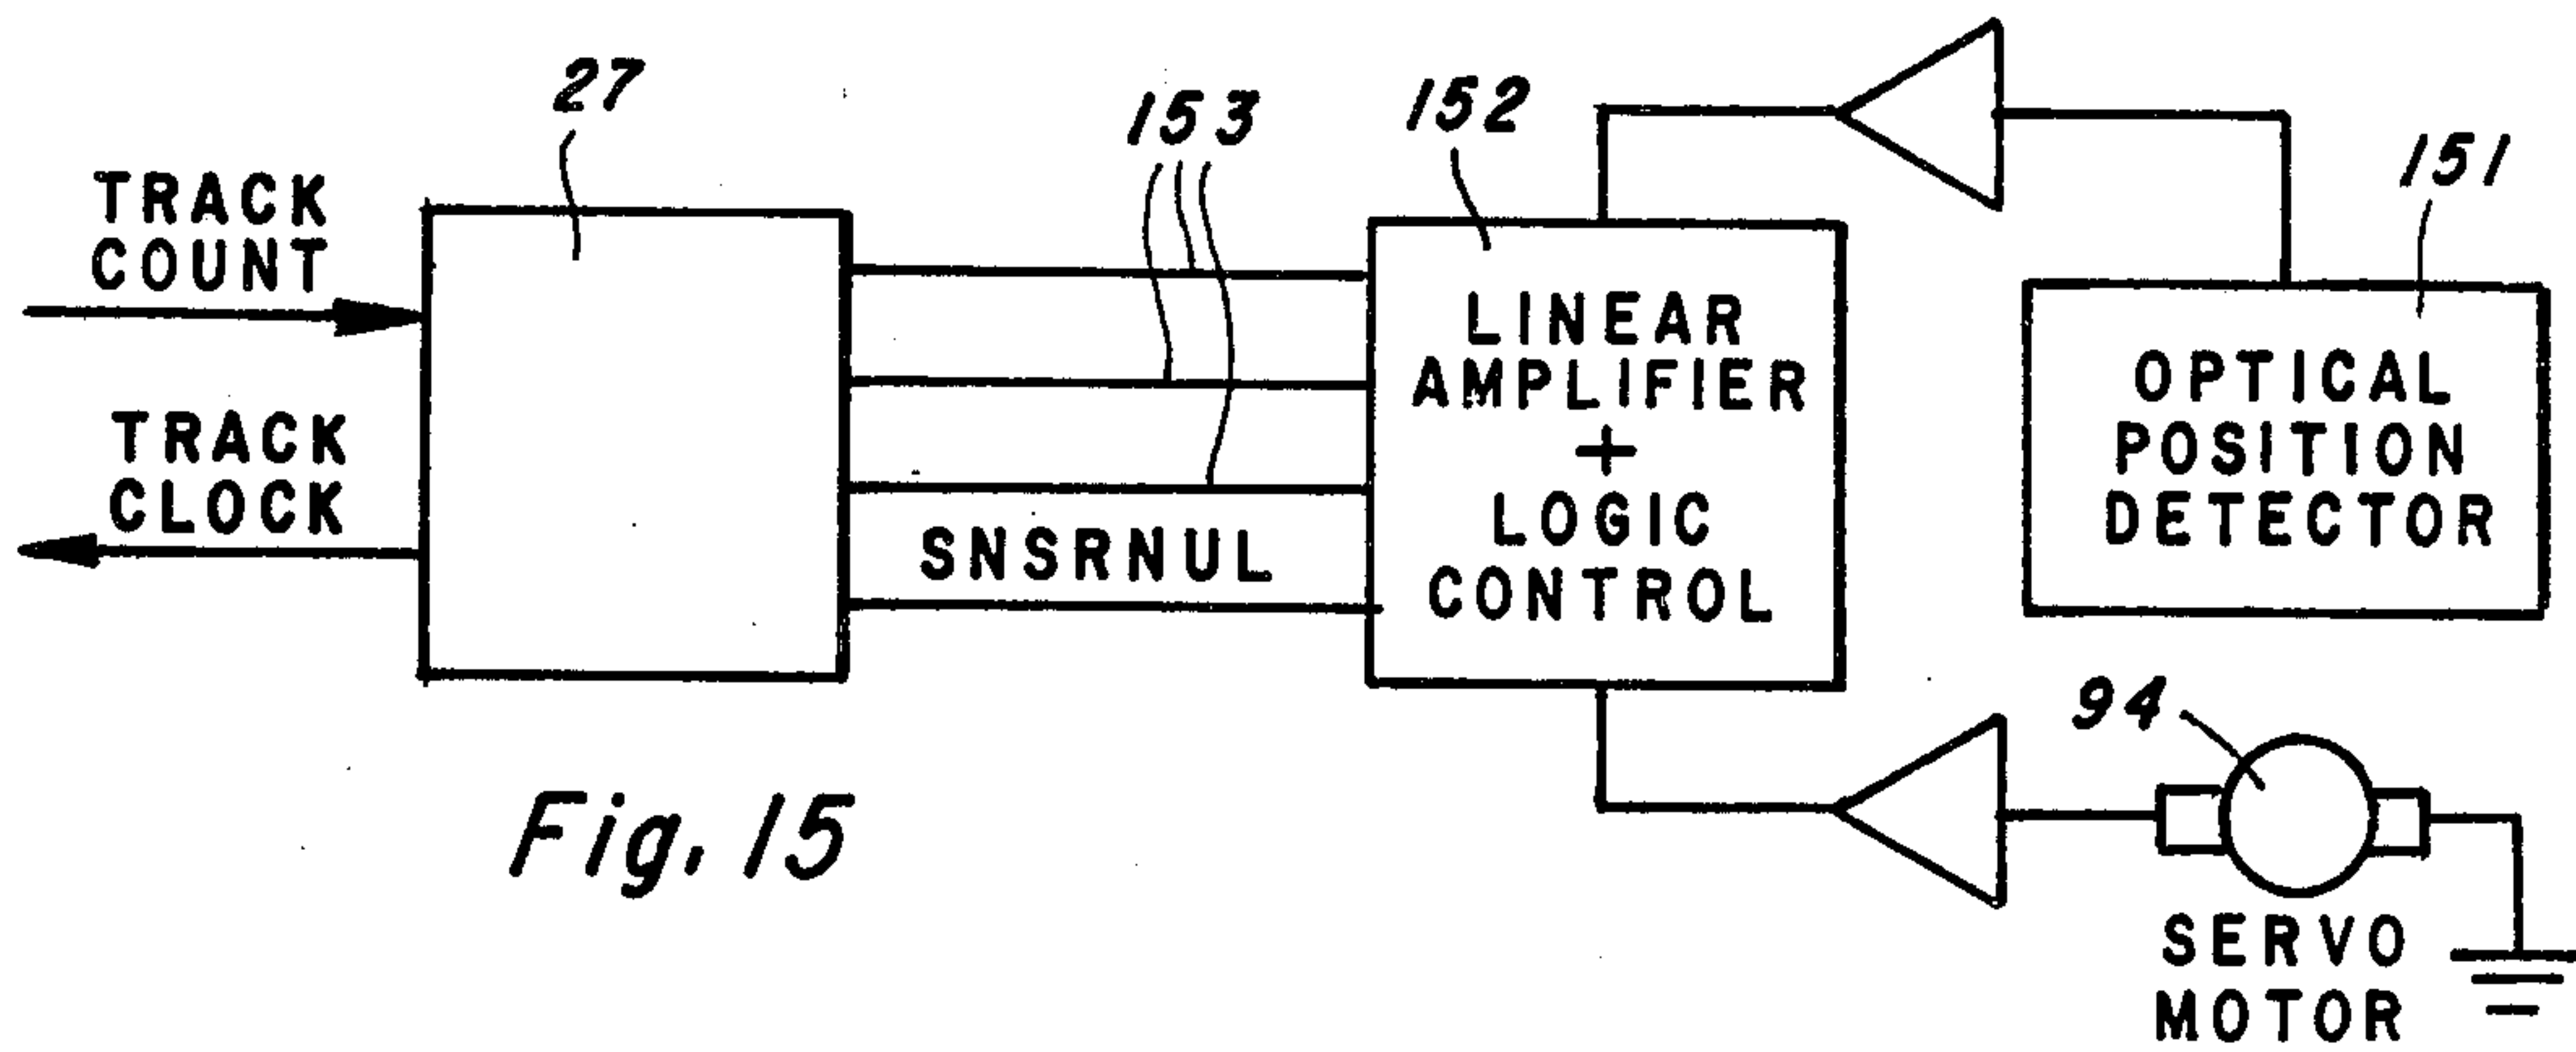 27
153
152
151
TRACK
COUNT
TRACK
CLOCK
SNSRNUL
LINEAR
AMPLIFIER
+
LOGIC
CONTROL
OPTICAL
POSITION
DETECTOR
94
SERVO
MOTOR
Fig. 15